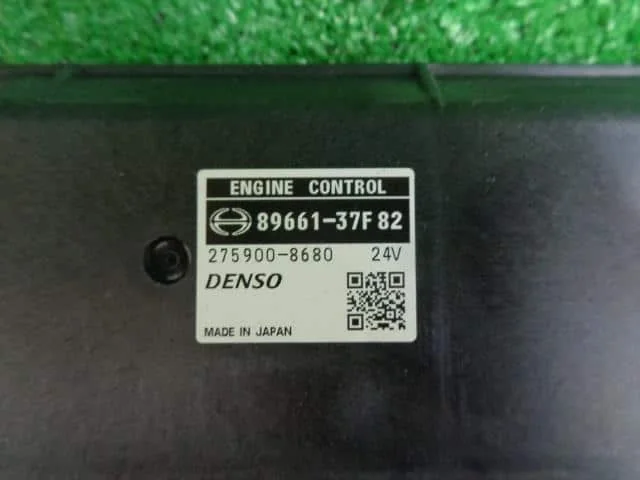 ENGINE CONTROL
89661-37F82
275900-8680 24V
DENSO
MADE IN JAPAN